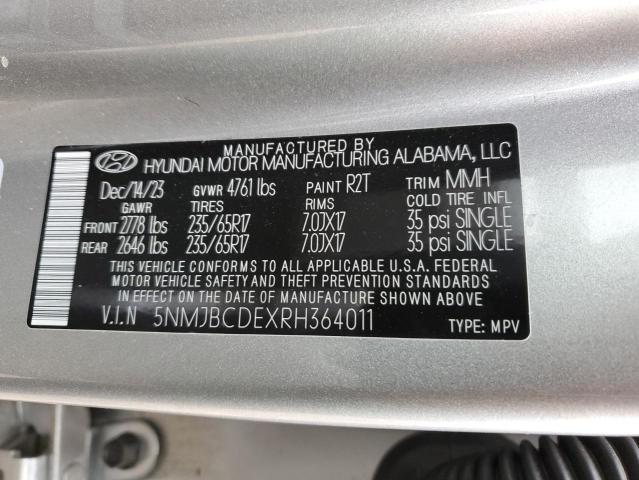 MANUFACTURED BY
HYUNDAI MOTOR MANUFACTURING ALABAMA, LLC
Dec/14/23 GVWR 4761 lbs PAINT R2T TRIM MMH
GAWR TIRES RIMS COLD TIRE INFL
FRONT 2778 lbs 235/65R17 7.0JX17 35 psi SINGLE
REAR 2646 lbs 235/65R17 7.0JX17 35 psi SINGLE
THIS VEHICLE CONFORMS TO ALL APPLICABLE U.S.A. FEDERAL
MOTOR VEHICLE SAFETY AND THEFT PREVENTION STANDARDS
IN EFFECT ON THE DATE OF MANUFACTURE SHOWN ABOVE.
V.I.N 5NMJBCDEXRH364011 TYPE: MPV